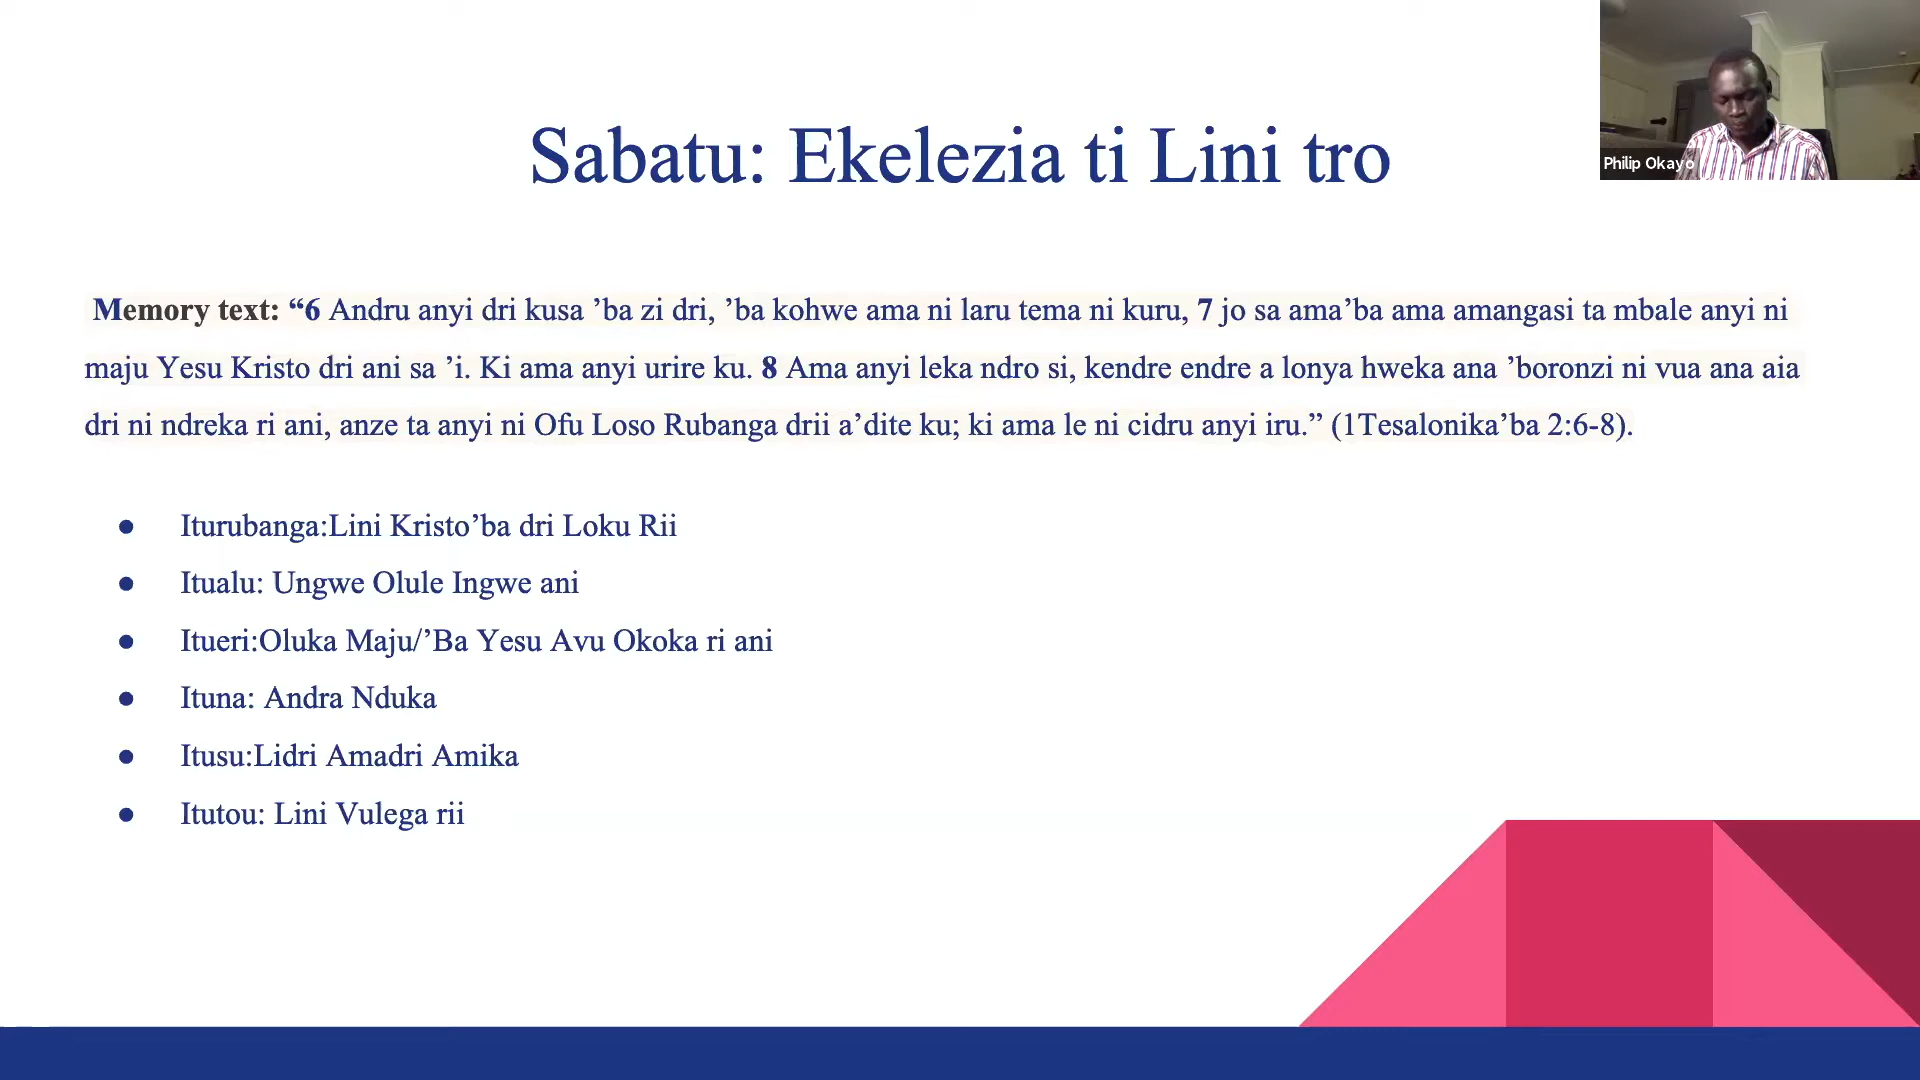 Philip Okayo
Sabatu: Ekelezia ti Lini tro
Memory text: “6 Andru anyi dri kusa ’ba zi dri, ’ba kohwe ama ni laru tema ni kuru, 7 jo sa ama’ba ama amangasi ta mbale anyi ni
maju Yesu Kristo dri ani sa ’i. Ki ama anyi urire ku. 8 Ama anyi leka ndro si, kendre endre a lonya hweka ana ’boronzi ni vua ana aia
dri ni ndreka ri ani, anze ta anyi ni Ofu Loso Rubanga drii a’dite ku; ki ama le ni cidru anyi iru.” (1Tesalonika’ba 2:6-8).
● Iturubanga:Lini Kristo’ba dri Loku Rii
● Itualu: Ungwe Olule Ingwe ani
● Itueri:Oluka Maju/’Ba Yesu Avu Okoka ri ani
● Ituna: Andra Nduka
● Itusu:Lidri Amadri Amika
● Itutou: Lini Vulega rii